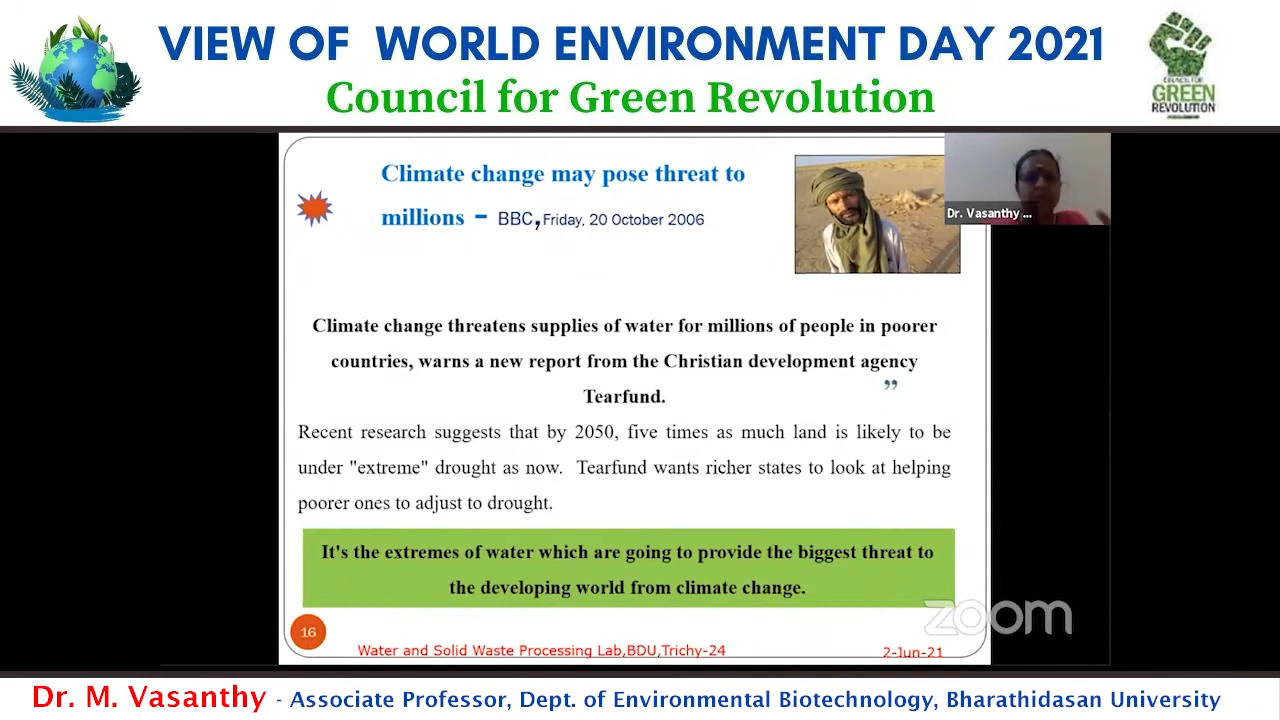 VIEW OF WORLD ENVIRONMENT DAY 2021
Council for Green Revolution
COUNCIL FOR
GREEN
REVOLUTION
Climate change may pose threat to
millions - BBC, Friday, 20 October 2006
Dr. Vasanthy ...
Climate change threatens supplies of water for millions of people in poorer
countries, warns a new report from the Christian development agency
Tearfund.
”
Recent research suggests that by 2050, five times as much land is likely to be
under "extreme" drought as now. Tearfund wants richer states to look at helping
poorer ones to adjust to drought.
It's the extremes of water which are going to provide the biggest threat to
the developing world from climate change.
zoom
16
Water and Solid Waste Processing Lab,BDU,Trichy-24
2-Jun-21
Dr. M. Vasanthy - Associate Professor, Dept. of Environmental Biotechnology, Bharathidasan University